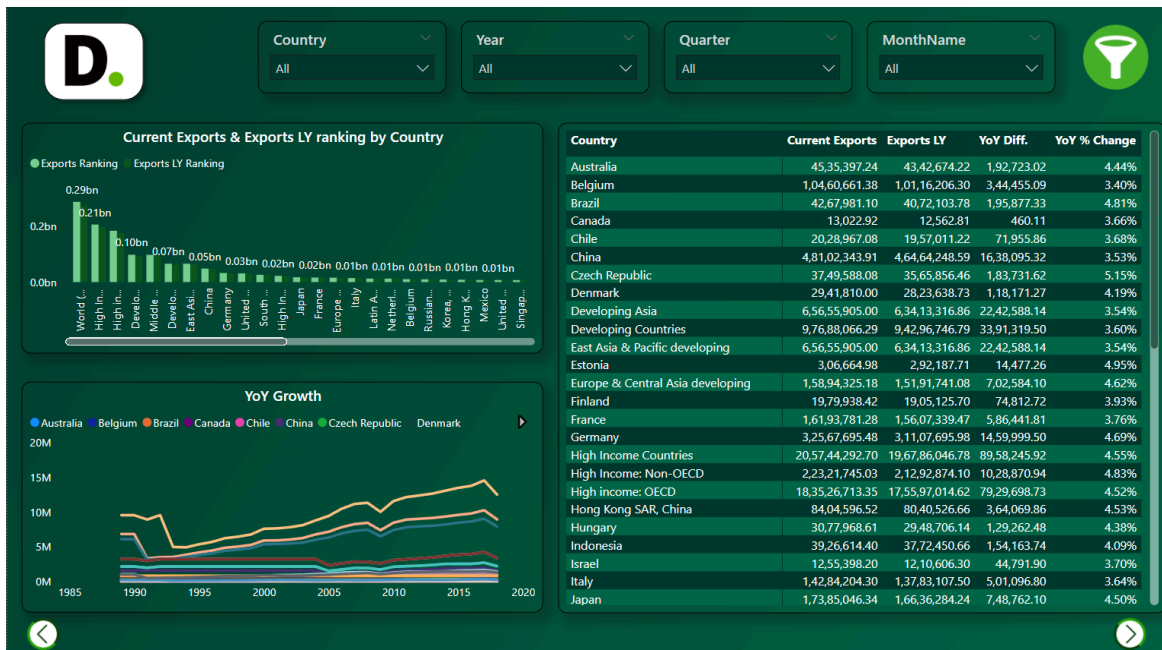 D.
Country
All
Year
All
Quarter
All
MonthName
All
Current Exports & Exports LY ranking by Country
Exports Ranking Exports LY Ranking
0.29bn
0.21bn
0.10bn
0.07bn
0.05bn
0.03bn
0.02bn
0.02bn
0.01bn
0.01bn
0.01bn
0.01bn
0.01bn
0.2bn
0.0bn
World (...
High In...
High in...
Develo...
Middle ...
Develo...
East Asi...
China
Germany
United ...
South ...
High In...
Japan
France
Europe ...
Italy
Latin A...
Netherl...
Belgium
Russian...
Korea, ...
Hong K...
Mexico
United ...
Singap...
YoY Growth
Australia Belgium Brazil Canada Chile China Czech Republic Denmark
20M
15M
10M
5M
0M
1985 1990 1995 2000 2005 2010 2015 2020
Country Current Exports Exports LY YoY Diff. YoY % Change
Australia 45,35,397.24 43,42,674.22 1,92,723.02 4.44%
Belgium 1,04,60,661.38 1,01,16,206.30 3,44,455.09 3.40%
Brazil 42,67,981.10 40,72,103.78 1,95,877.33 4.81%
Canada 13,022.92 12,562.81 460.11 3.66%
Chile 20,28,967.08 19,57,011.22 71,955.86 3.68%
China 4,81,02,343.91 4,64,64,248.59 16,38,095.32 3.53%
Czech Republic 37,49,588.08 35,65,856.46 1,83,731.62 5.15%
Denmark 29,41,810.00 28,23,638.73 1,18,171.27 4.19%
Developing Asia 6,56,55,905.00 6,34,13,316.86 22,42,588.14 3.54%
Developing Countries 9,76,88,066.29 9,42,96,746.79 33,91,319.50 3.60%
East Asia & Pacific developing 6,56,55,905.00 6,34,13,316.86 22,42,588.14 3.54%
Estonia 3,06,664.98 2,92,187.71 14,477.26 4.95%
Europe & Central Asia developing 1,58,94,325.18 1,51,91,741.08 7,02,584.10 4.62%
Finland 19,79,938.42 19,05,125.70 74,812.72 3.93%
France 1,61,93,781.28 1,56,07,339.47 5,86,441.81 3.76%
Germany 3,25,67,695.48 3,11,07,695.98 14,59,999.50 4.69%
High Income Countries 20,57,44,292.70 19,67,86,046.78 89,58,245.92 4.55%
High Income: Non-OECD 2,23,21,745.03 2,12,92,874.10 10,28,870.94 4.83%
High income: OECD 18,35,26,713.35 17,55,97,014.62 79,29,698.73 4.52%
Hong Kong SAR, China 84,04,596.52 80,40,526.66 3,64,069.86 4.53%
Hungary 30,77,968.61 29,48,706.14 1,29,262.48 4.38%
Indonesia 39,26,614.40 37,72,450.66 1,54,163.74 4.09%
Israel 12,55,398.20 12,10,606.30 44,791.90 3.70%
Italy 1,42,84,204.30 1,37,83,107.50 5,01,096.80 3.64%
Japan 1,73,85,046.34 1,66,36,284.24 7,48,762.10 4.50%